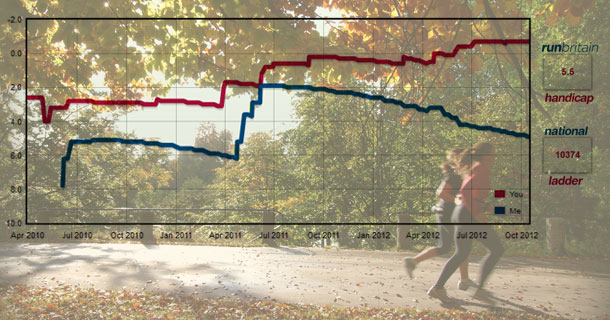 -2.0
0.0
2.0
4.0
6.0
8.0
10.0
Apr 2010 Jul 2010 Oct 2010 Jan 2011 Apr 2011 Jul 2011 Oct 2011 Jan 2012 Apr 2012 Jul 2012 Oct 2012
You
Me
runbritain
5.5
handicap
national
10374
ladder